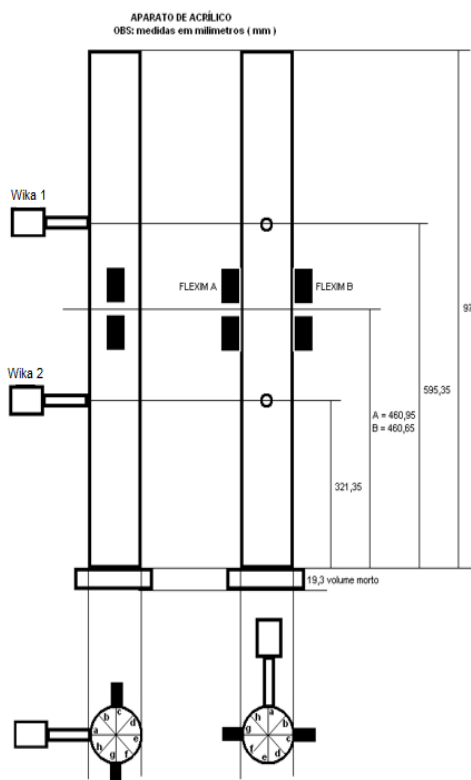 APARATO DE ACRÍLICO
OBS: medidas em milímetros ( mm )
Wika 1
FLEXIM A
FLEXIM B
Wika 2
A = 460,95
B = 460,65
595,35
321,35
19,3 volume morto
a
b
c
d
e
f
g
h
a
b
c
d
e
f
g
h